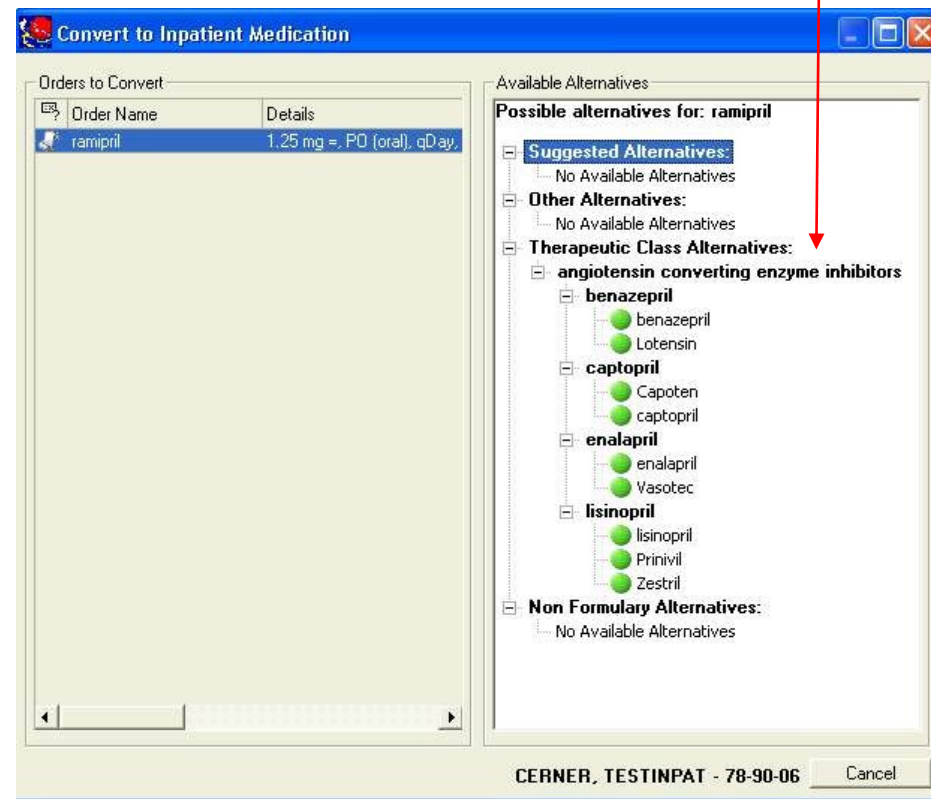 Convert to Inpatient Medication
Orders to Convert
Order Name Details
ramipril 1.25 mg =, PO (oral), qDay,
Available Alternatives
Possible alternatives for: ramipril
Suggested Alternatives:
No Available Alternatives
Other Alternatives:
No Available Alternatives
Therapeutic Class Alternatives:
angiotensin converting enzyme inhibitors
benazepril
benazepril
Lotensin
captopril
Capoten
captopril
enalapril
enalapril
Vasotec
lisinopril
lisinopril
Prinivil
Zestril
Non Formulary Alternatives:
No Available Alternatives
CERNER, TESTINPAT - 78-90-06 Cancel